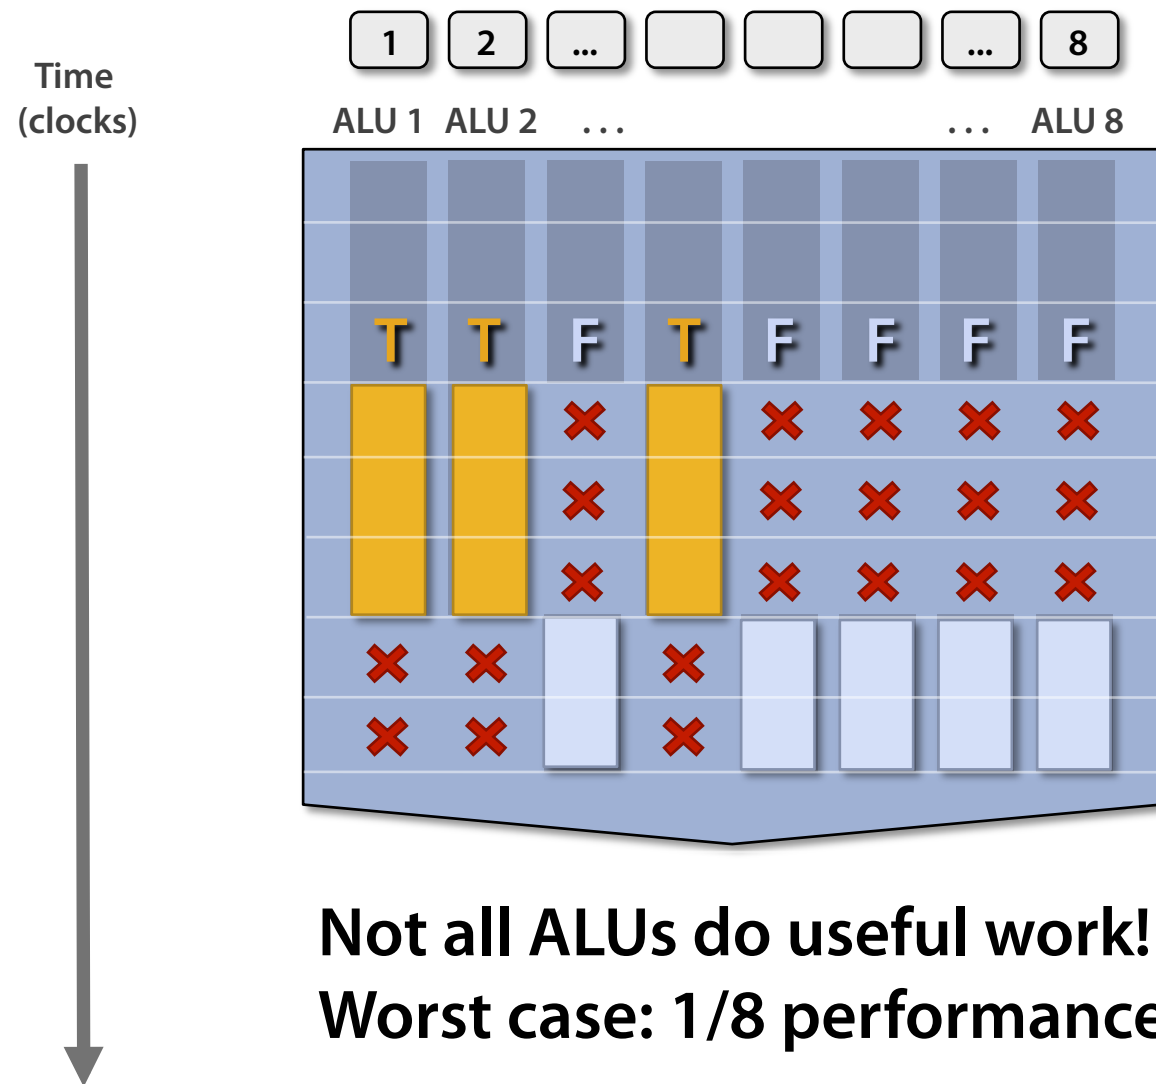 1 2 ... ... 8
Time
(clocks)
ALU 1 ALU 2 . . . . . . ALU 8
T T F T F F F F
Not all ALUs do useful work!
Worst case: 1/8 performance